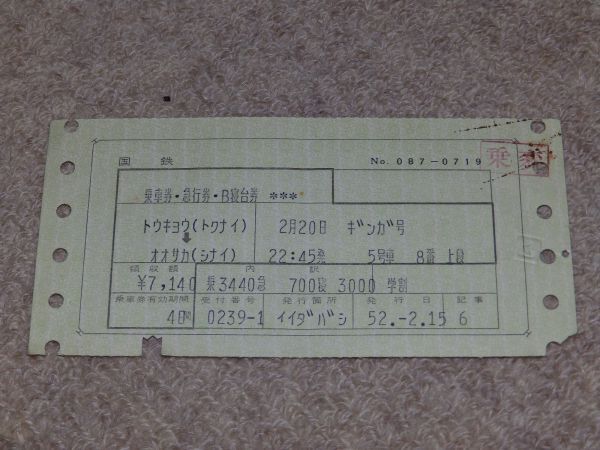 国鉄 No. 087-0719 乗変
乗車券・急行券・B寝台券 ***
トウキョウ(トクナイ) 2月20日 ギンガ号
↓
オオサカ(シナイ) 22:45発 5号車 8番 上段
領収額 内訳
¥7,140 乗3440急 700寝 3000 学割
乗車券有効期間 受付番号 発行箇所 発行日 記事
4日間 0239-1 イイダバシ 52.-2.15 6